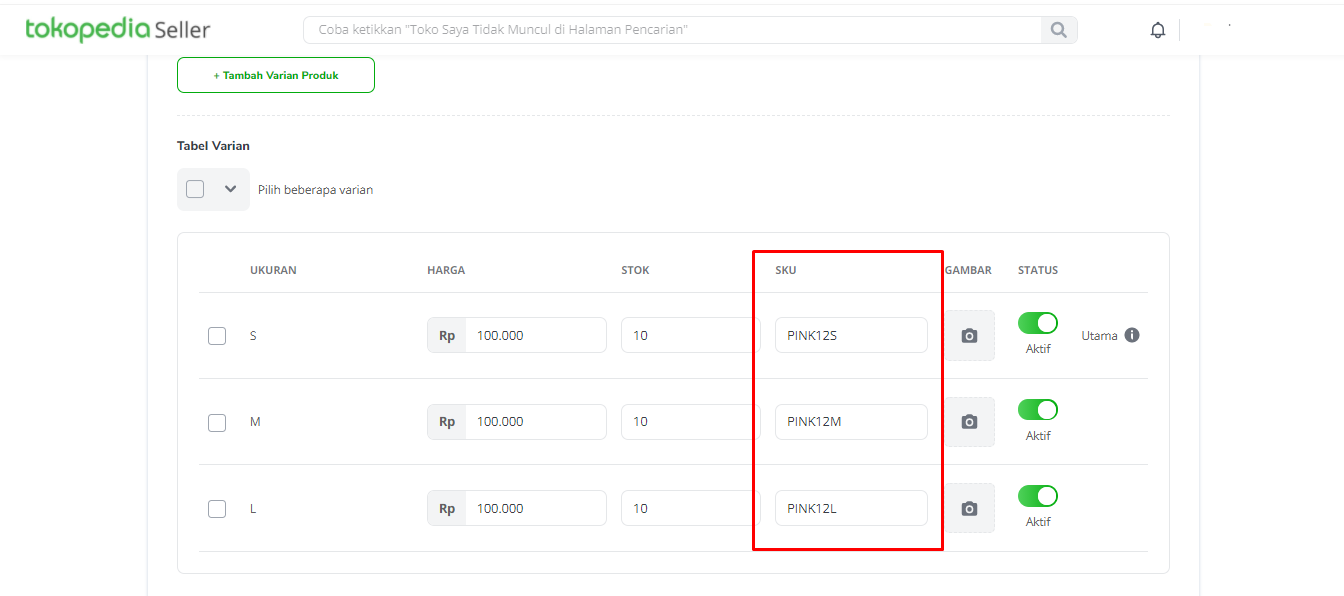 tokopedia Seller
Coba ketikkan "Toko Saya Tidak Muncul di Halaman Pencarian"
+ Tambah Varian Produk
Tabel Varian
Pilih beberapa varian
UKURAN HARGA STOK SKU GAMBAR STATUS
S Rp 100.000 10 PINK12S Aktif Utama
M Rp 100.000 10 PINK12M Aktif
L Rp 100.000 10 PINK12L Aktif